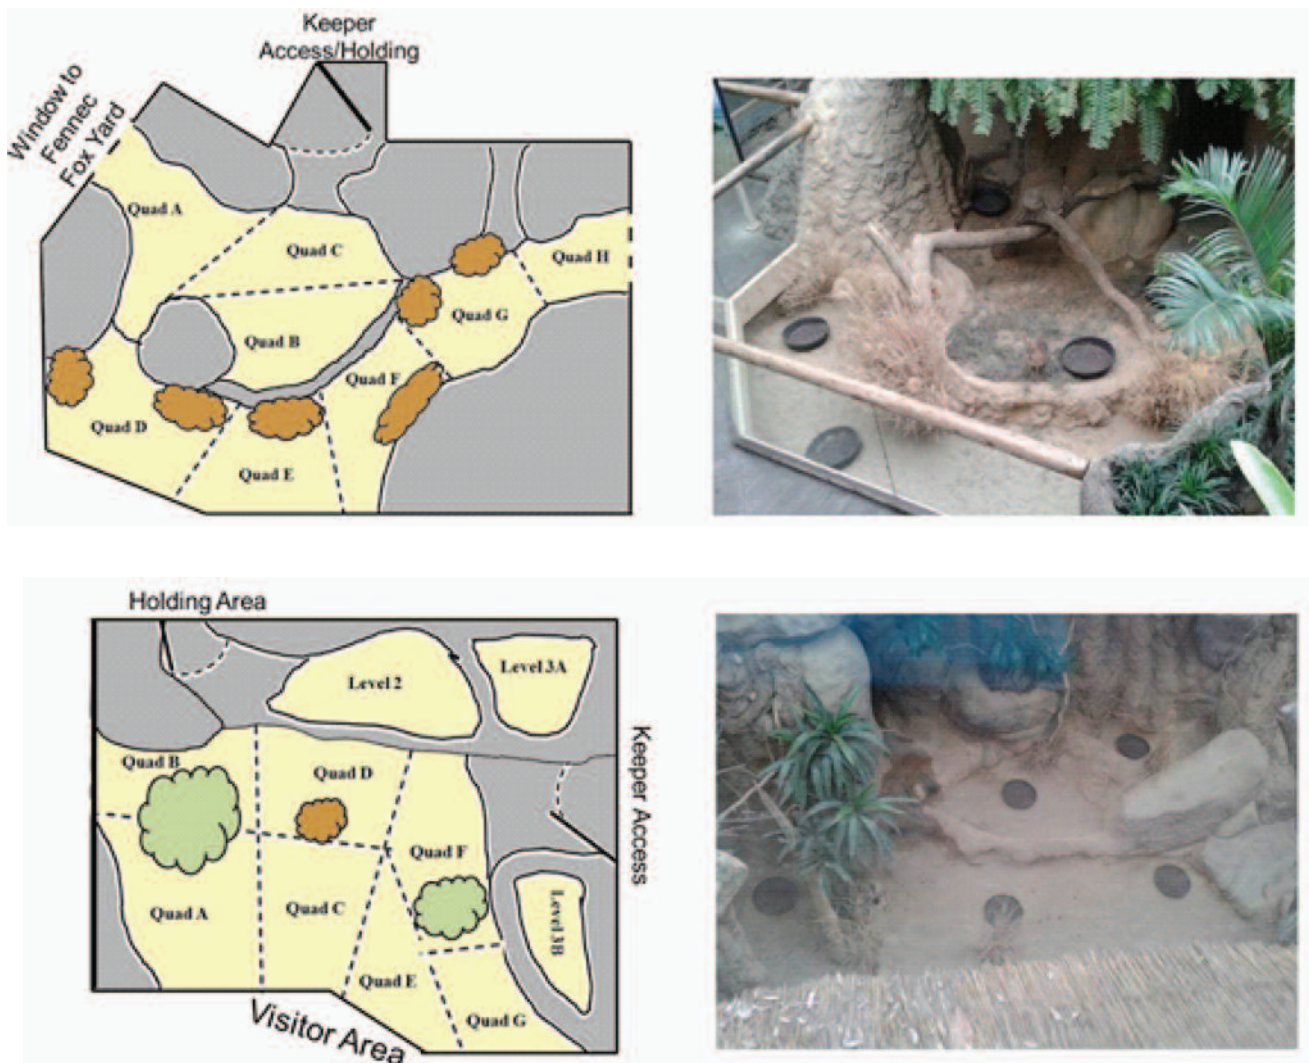 Keeper
Access/Holding
Window to
Fennec
Fox Yard
Quad A
Quad C
Quad H
Quad B
Quad G
Quad F
Quad D
Quad E
Holding Area
Level 2
Level 3A
Quad B
Quad D
Keeper Access
Quad F
Quad A
Quad C
Level 3B
Quad E
Quad G
Visitor Area